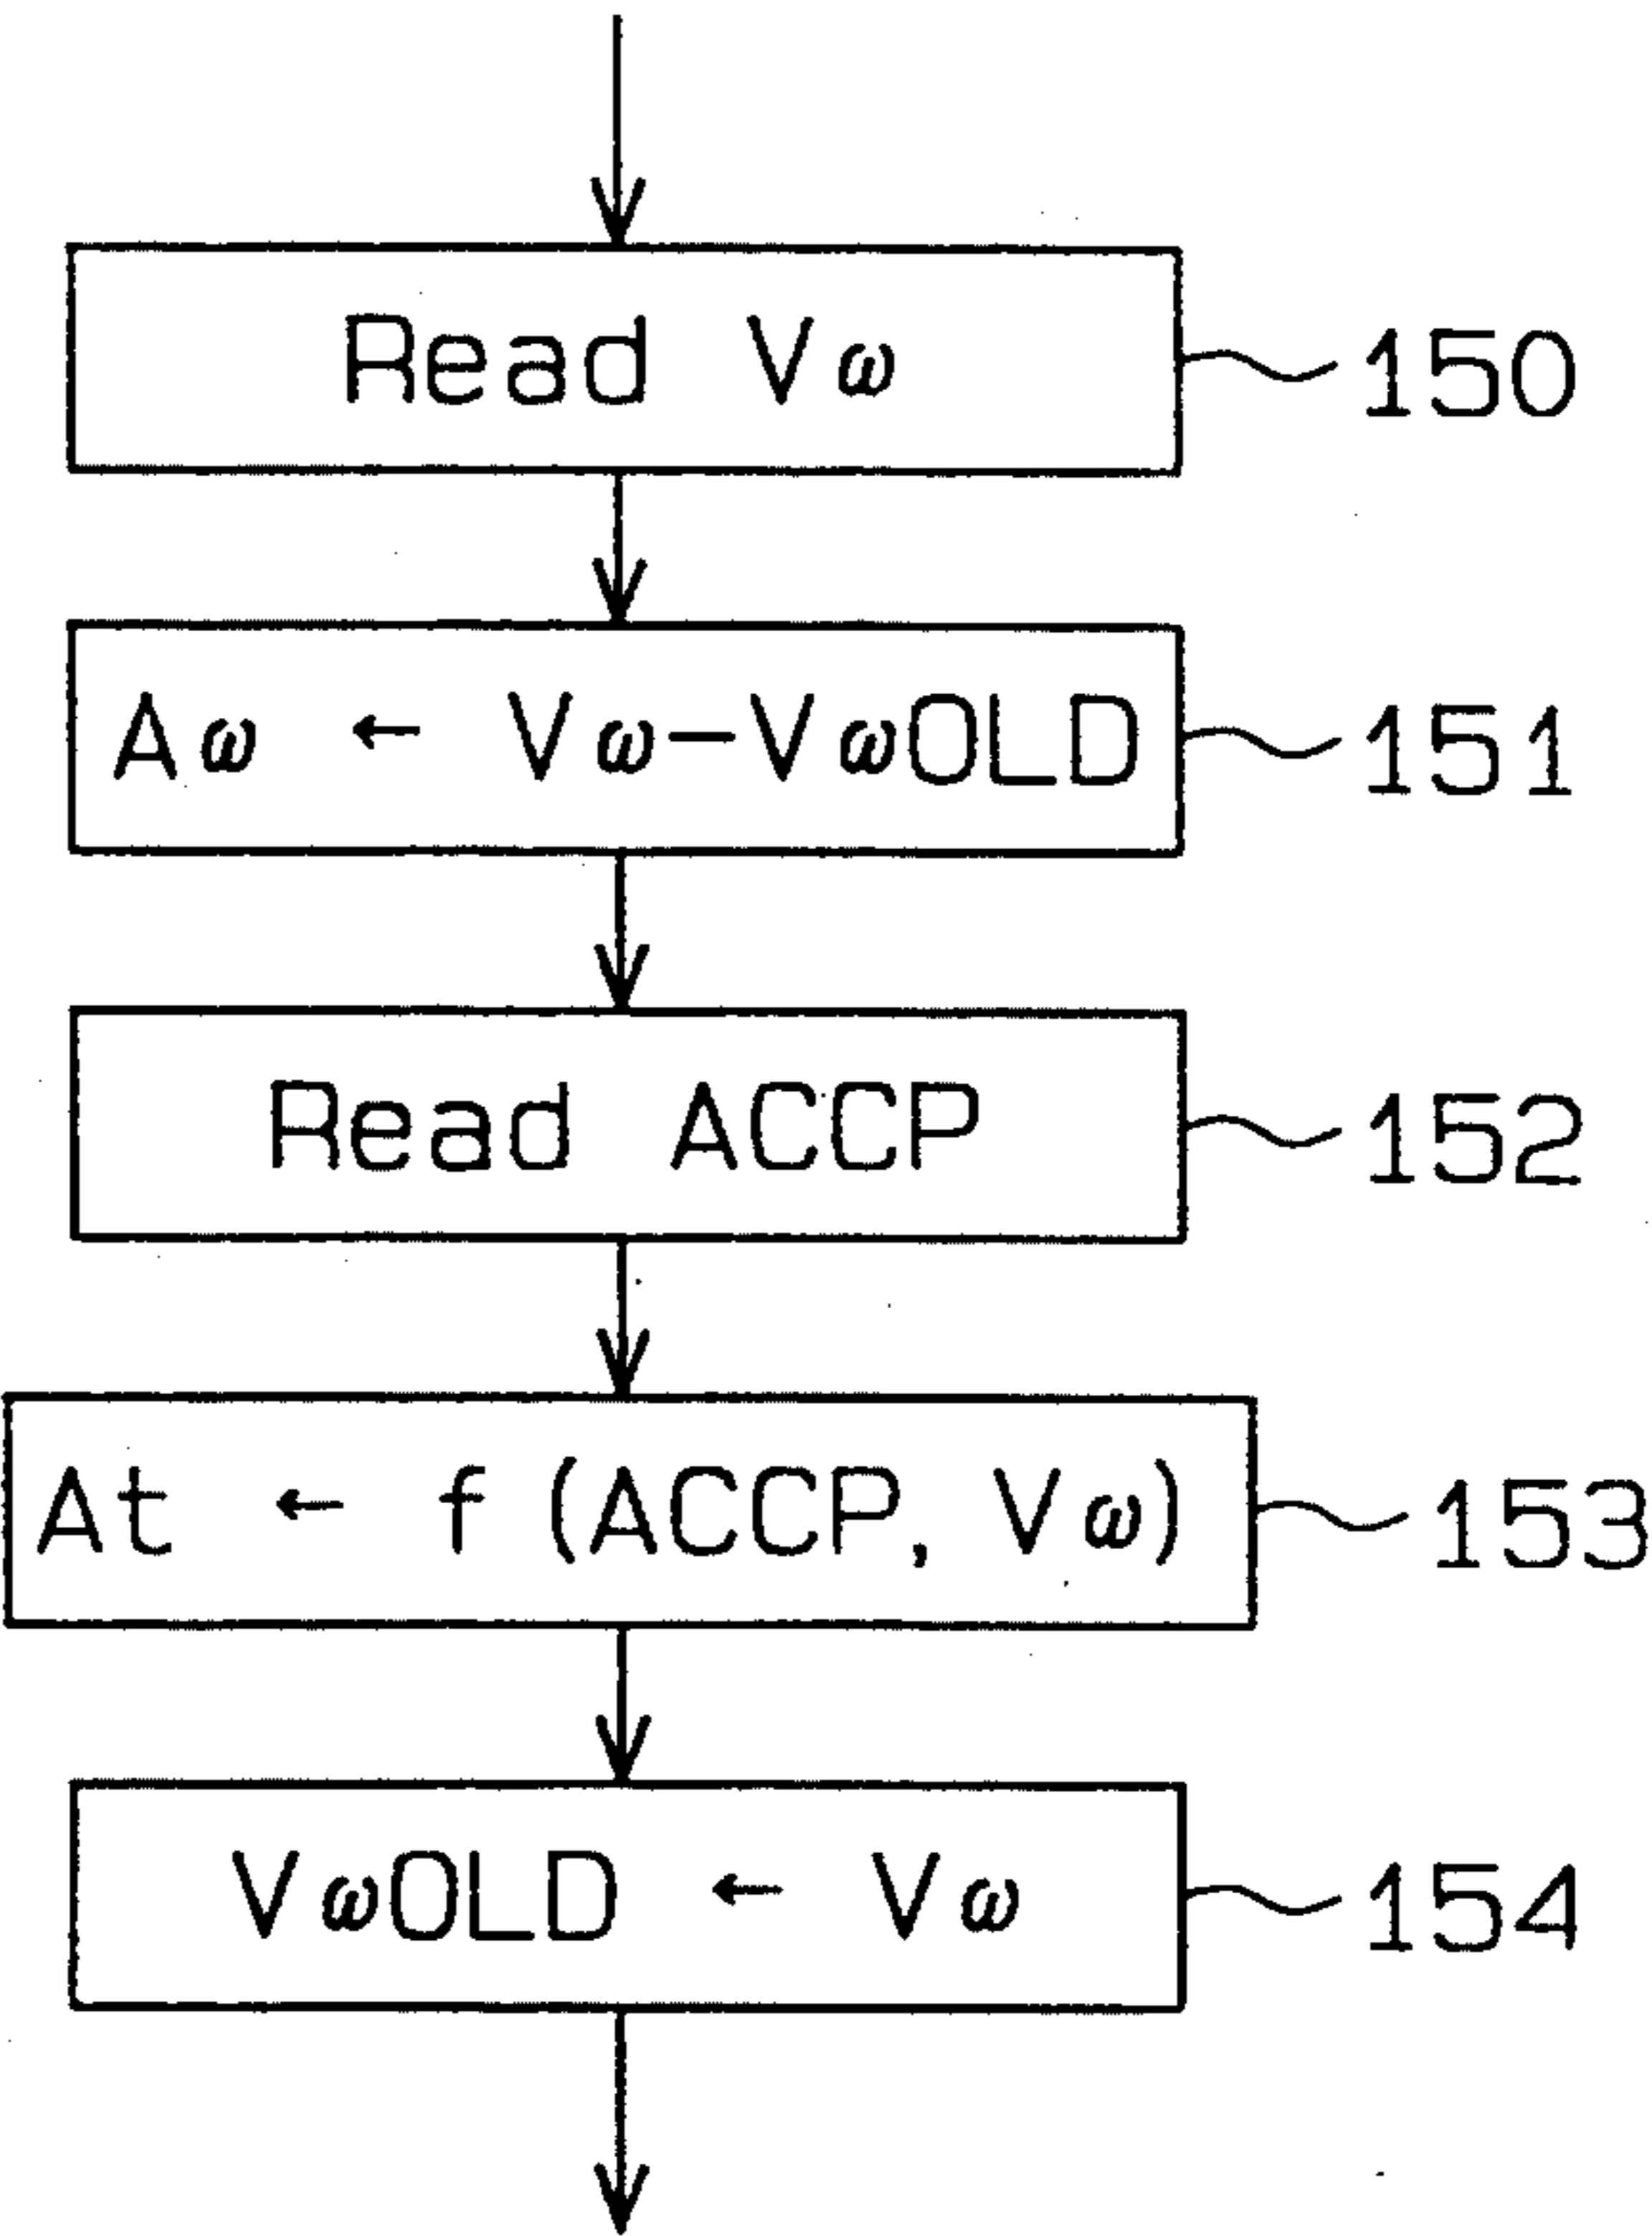 Read Vω 150
Aω ← Vω−VωOLD 151
Read ACCP 152
At ← f (ACCP, Vω) 153
VωOLD ← Vω 154